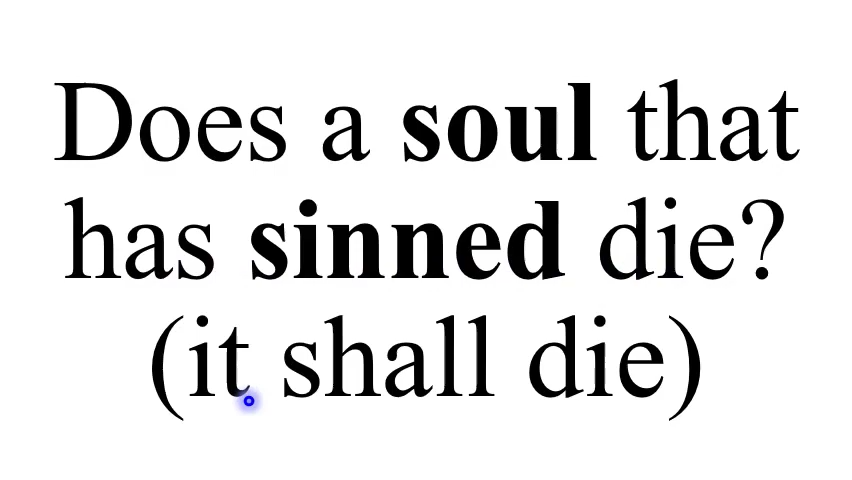 Does a soul that
has sinned die?
(it shall die)